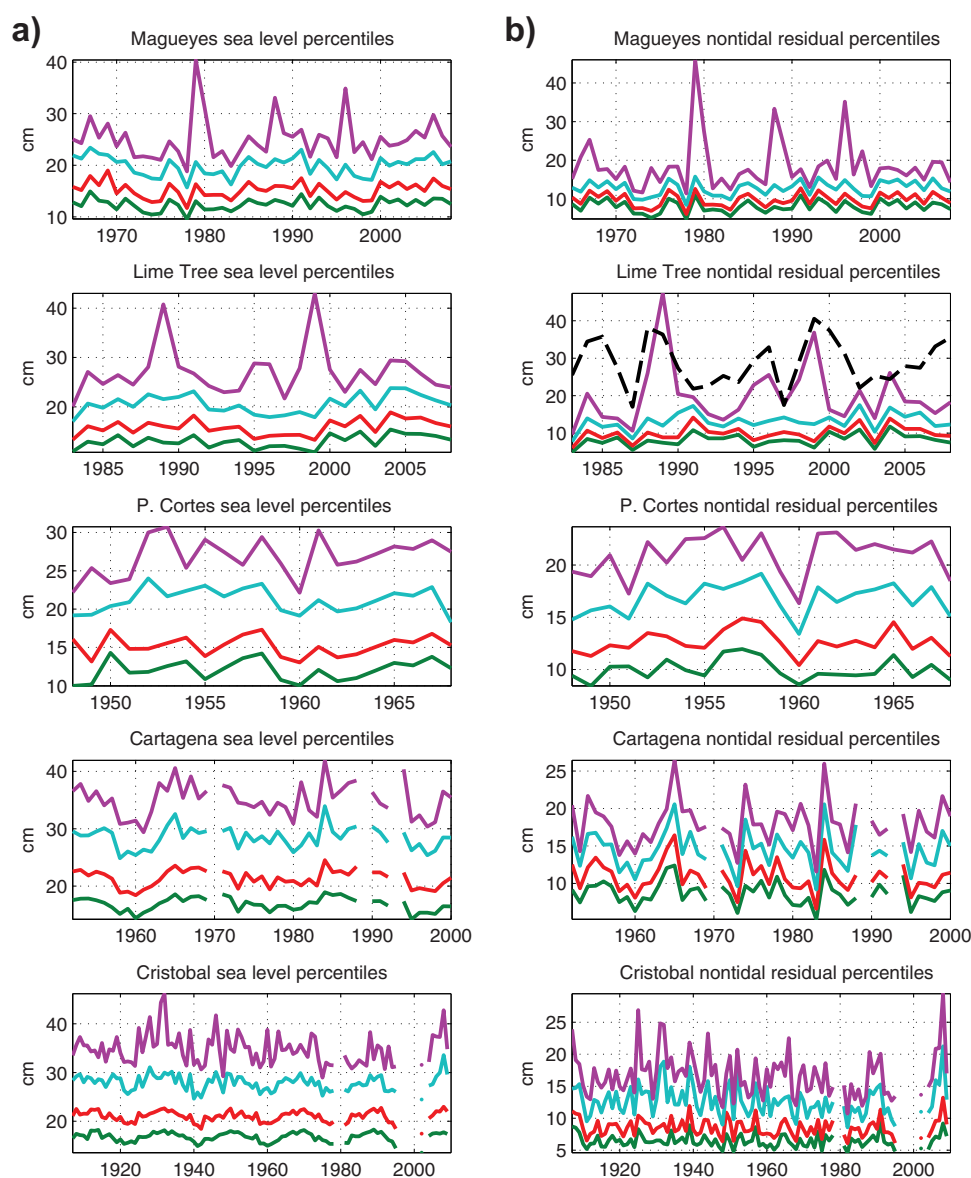 a)
Magueyes sea level percentiles
40
30
20
10
cm
1970 1980 1990 2000
Lime Tree sea level percentiles
40
30
20
cm
1985 1990 1995 2000 2005
P. Cortes sea level percentiles
30
25
20
15
10
cm
1950 1955 1960 1965
Cartagena sea level percentiles
40
30
20
cm
1960 1970 1980 1990 2000
Cristobal sea level percentiles
40
30
20
cm
1920 1940 1960 1980 2000
b)
Magueyes nontidal residual percentiles
40
30
20
10
cm
1970 1980 1990 2000
Lime Tree nontidal residual percentiles
40
30
20
10
cm
1985 1990 1995 2000 2005
P. Cortes nontidal residual percentiles
20
15
10
cm
1950 1955 1960 1965
Cartagena nontidal residual percentiles
25
20
15
10
cm
1960 1970 1980 1990 2000
Cristobal nontidal residual percentiles
25
20
15
10
5
cm
1920 1940 1960 1980 2000